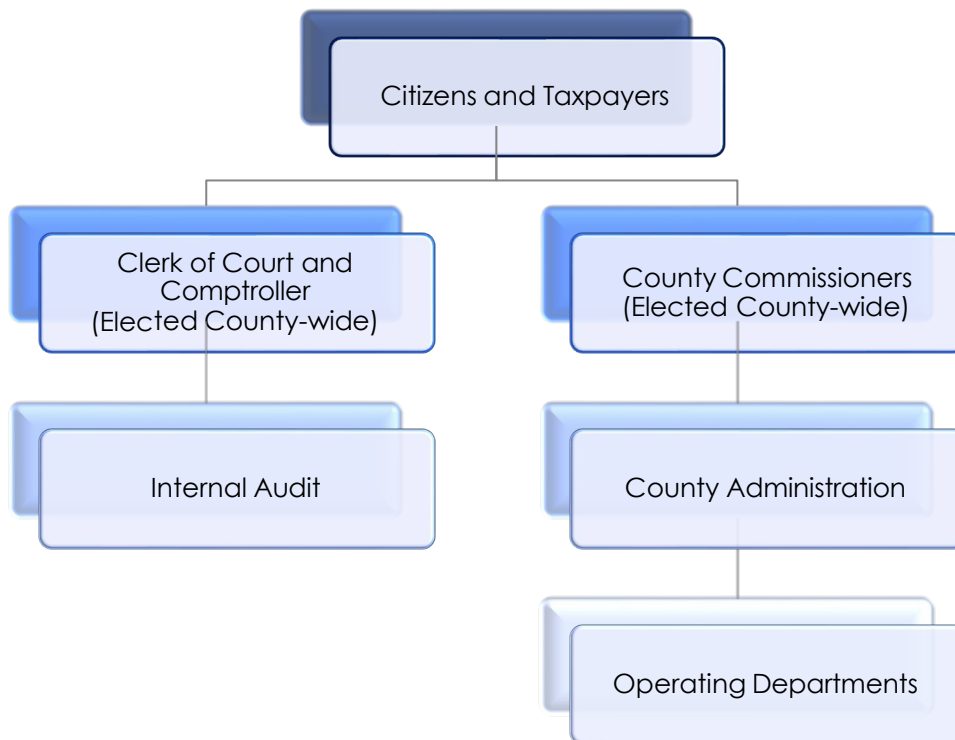 Citizens and Taxpayers
Clerk of Court and
Comptroller
(Elected County-wide)
County Commissioners
(Elected County-wide)
Internal Audit
County Administration
Operating Departments